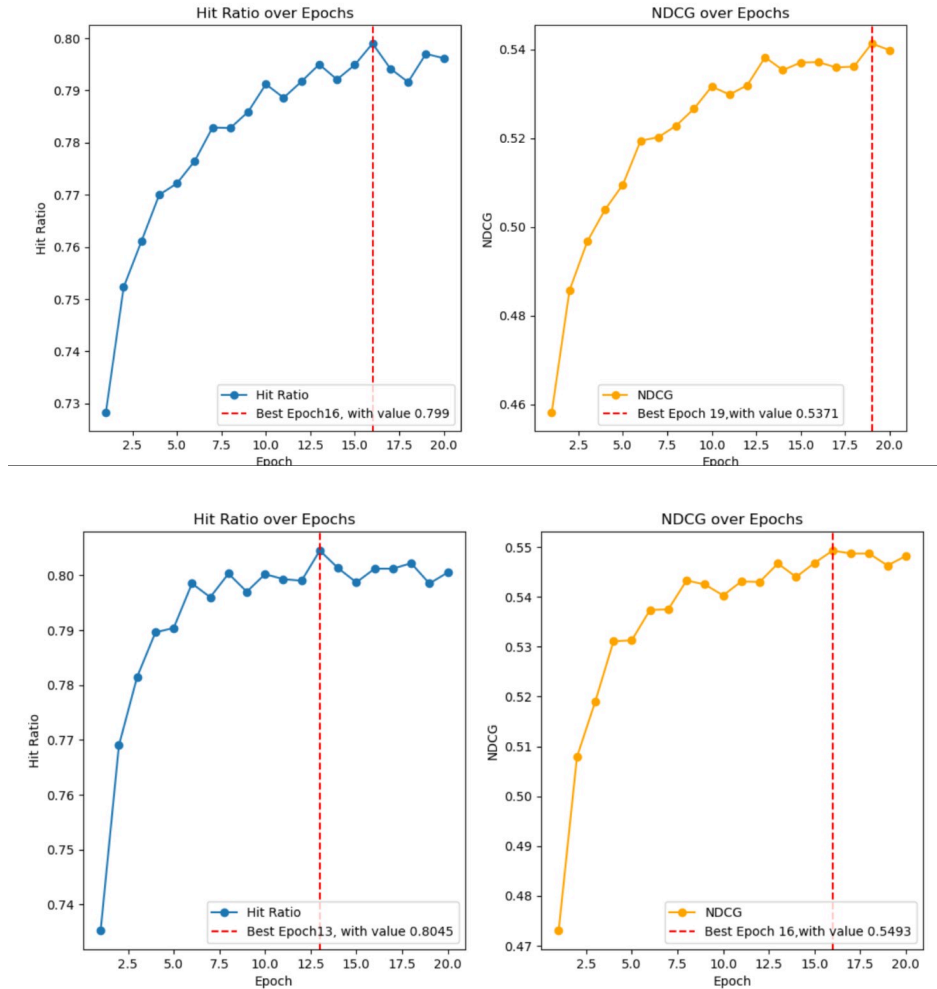 Hit Ratio over Epochs
0.80
0.79
0.78
0.77
0.76
0.75
0.74
0.73
Hit Ratio
Hit Ratio
Best Epoch16, with value 0.799
2.5 5.0 7.5 10.0 12.5 15.0 17.5 20.0
Epoch
NDCG over Epochs
0.54
0.52
0.50
0.48
0.46
NDCG
NDCG
Best Epoch 19,with value 0.5371
2.5 5.0 7.5 10.0 12.5 15.0 17.5 20.0
Epoch
Hit Ratio over Epochs
0.80
0.79
0.78
0.77
0.76
0.75
0.74
Hit Ratio
Hit Ratio
Best Epoch13, with value 0.8045
2.5 5.0 7.5 10.0 12.5 15.0 17.5 20.0
Epoch
NDCG over Epochs
0.55
0.54
0.53
0.52
0.51
0.50
0.49
0.48
0.47
NDCG
NDCG
Best Epoch 16,with value 0.5493
2.5 5.0 7.5 10.0 12.5 15.0 17.5 20.0
Epoch